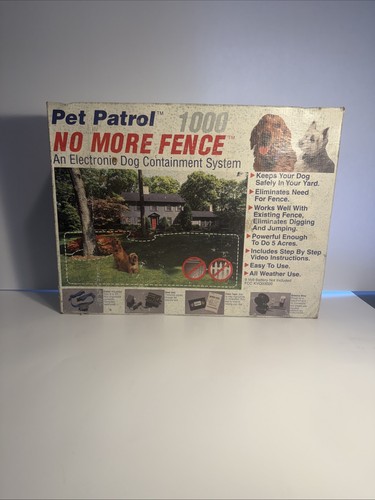 Pet Patrol™ 1000
NO MORE FENCE™
An Electronic Dog Containment System
Keeps Your Dog
Safely In Your Yard.
Eliminates Need
For Fence.
Works Well With
Existing Fence,
Eliminates Digging
And Jumping.
Powerful Enough
To Do 5 Acres.
Includes Step By Step
Video Instructions.
Easy To Use.
All Weather Use.